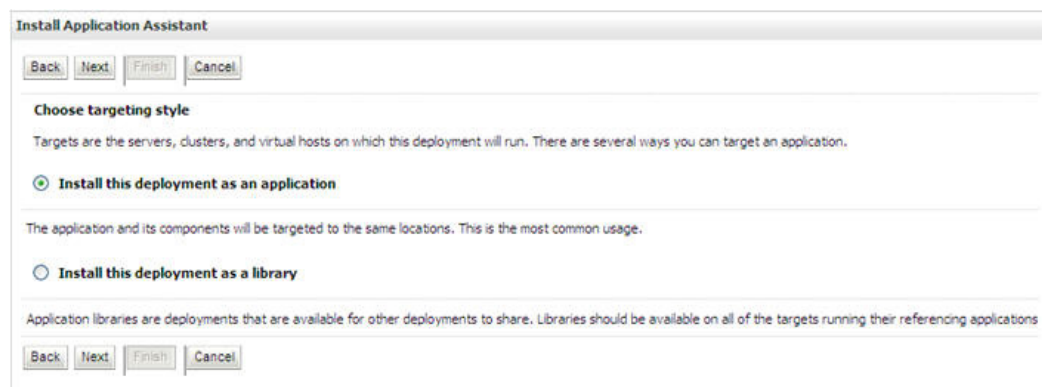 Install Application Assistant
Back Next Finish Cancel
Choose targeting style
Targets are the servers, clusters, and virtual hosts on which this deployment will run. There are several ways you can target an application.
Install this deployment as an application
The application and its components will be targeted to the same locations. This is the most common usage.
Install this deployment as a library
Application libraries are deployments that are available for other deployments to share. Libraries should be available on all of the targets running their referencing applications
Back Next Finish Cancel